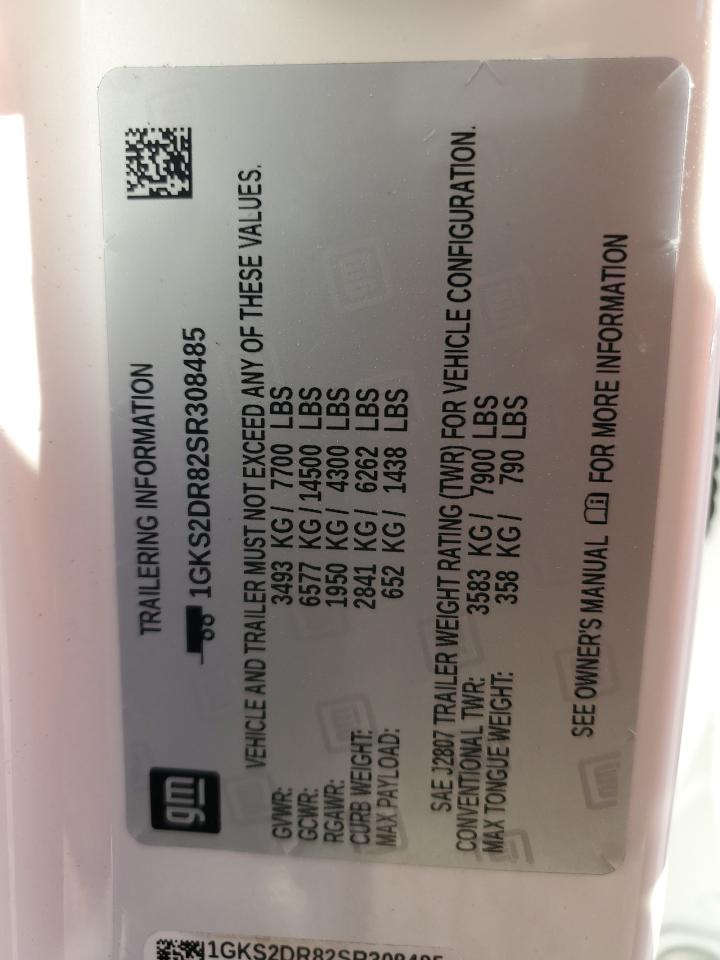 gm
TRAILERING INFORMATION
1GKS2DR82SR308485
VEHICLE AND TRAILER MUST NOT EXCEED ANY OF THESE VALUES.
GVWR: 3493 KG / 7700 LBS
GCWR: 6577 KG / 14500 LBS
RGAWR: 1950 KG / 4300 LBS
CURB WEIGHT: 2841 KG / 6262 LBS
MAX PAYLOAD: 652 KG / 1438 LBS
SAE J2807 TRAILER WEIGHT RATING (TWR) FOR VEHICLE CONFIGURATION.
CONVENTIONAL TWR: 3583 KG / 7900 LBS
MAX TONGUE WEIGHT: 358 KG / 790 LBS
SEE OWNER'S MANUAL FOR MORE INFORMATION
1GKS2DR82SR308485